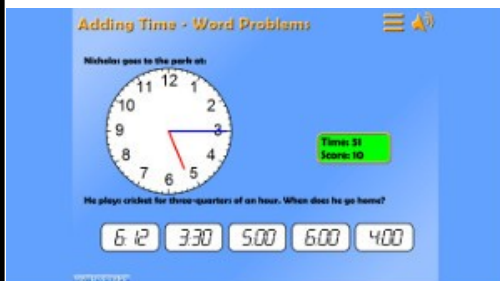 Adding Time - Word Problems
Nicholas goes to the park at:
12
11 1
10 2
9 3
8 4
7 5
6
Time: 51
Score: 10
He plays cricket for three-quarters of an hour. When does he go home?
6:12 3:30 5:00 6:00 4:00